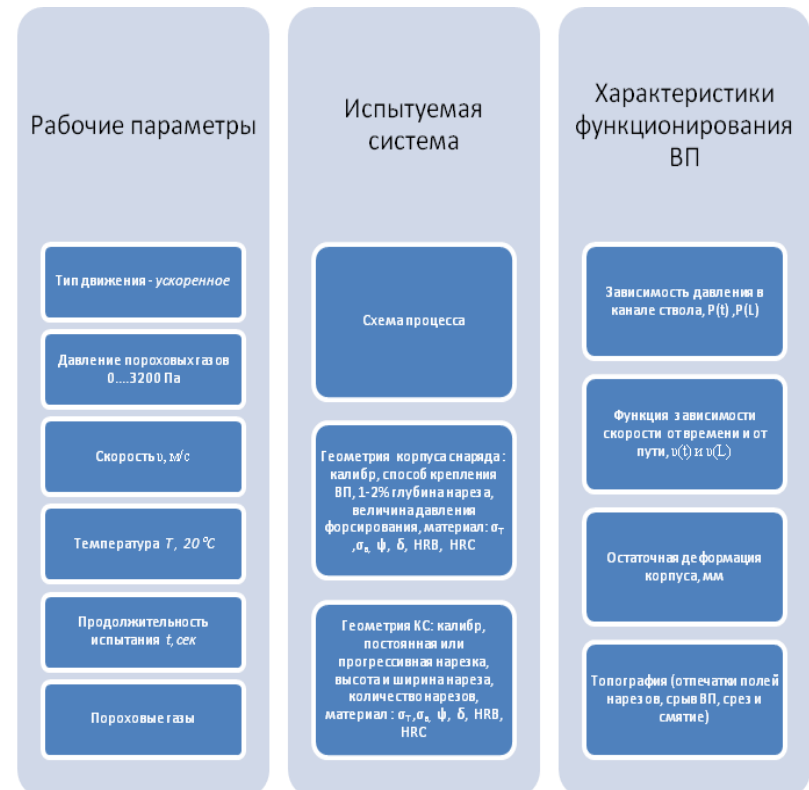 Рабочие параметры
Тип движения - ускоренное
Давление пороховых газов
0....3200 Па
Скорость υ, м/с
Температура T, 20 °C
Продолжительность
испытания t, сек
Пороховые газы
Испытуемая
система
Схема процесса
Геометрия корпуса снаряда:
калибр, способ крепления
ВП, 1-2% глубина нареза,
величина давления
форсирования, материал: σт
,σв, ψ, δ, HRB, HRC
Геометрия КС: калибр,
постоянная или
прогрессивная нарезка,
высота и ширина нареза,
количество нарезов,
материал : σт,σв, ψ, δ, HRB,
HRC
Характеристики
функционирования
ВП
Зависимость давления в
канале ствола, P(t) ,P(L)
Функция зависимости
скорости от времени и от
пути, υ(t) и υ(L)
Остаточная деформация
корпуса, мм
Топография (отпечатки полей
нарезов, срыв ВП, срез и
смятие)